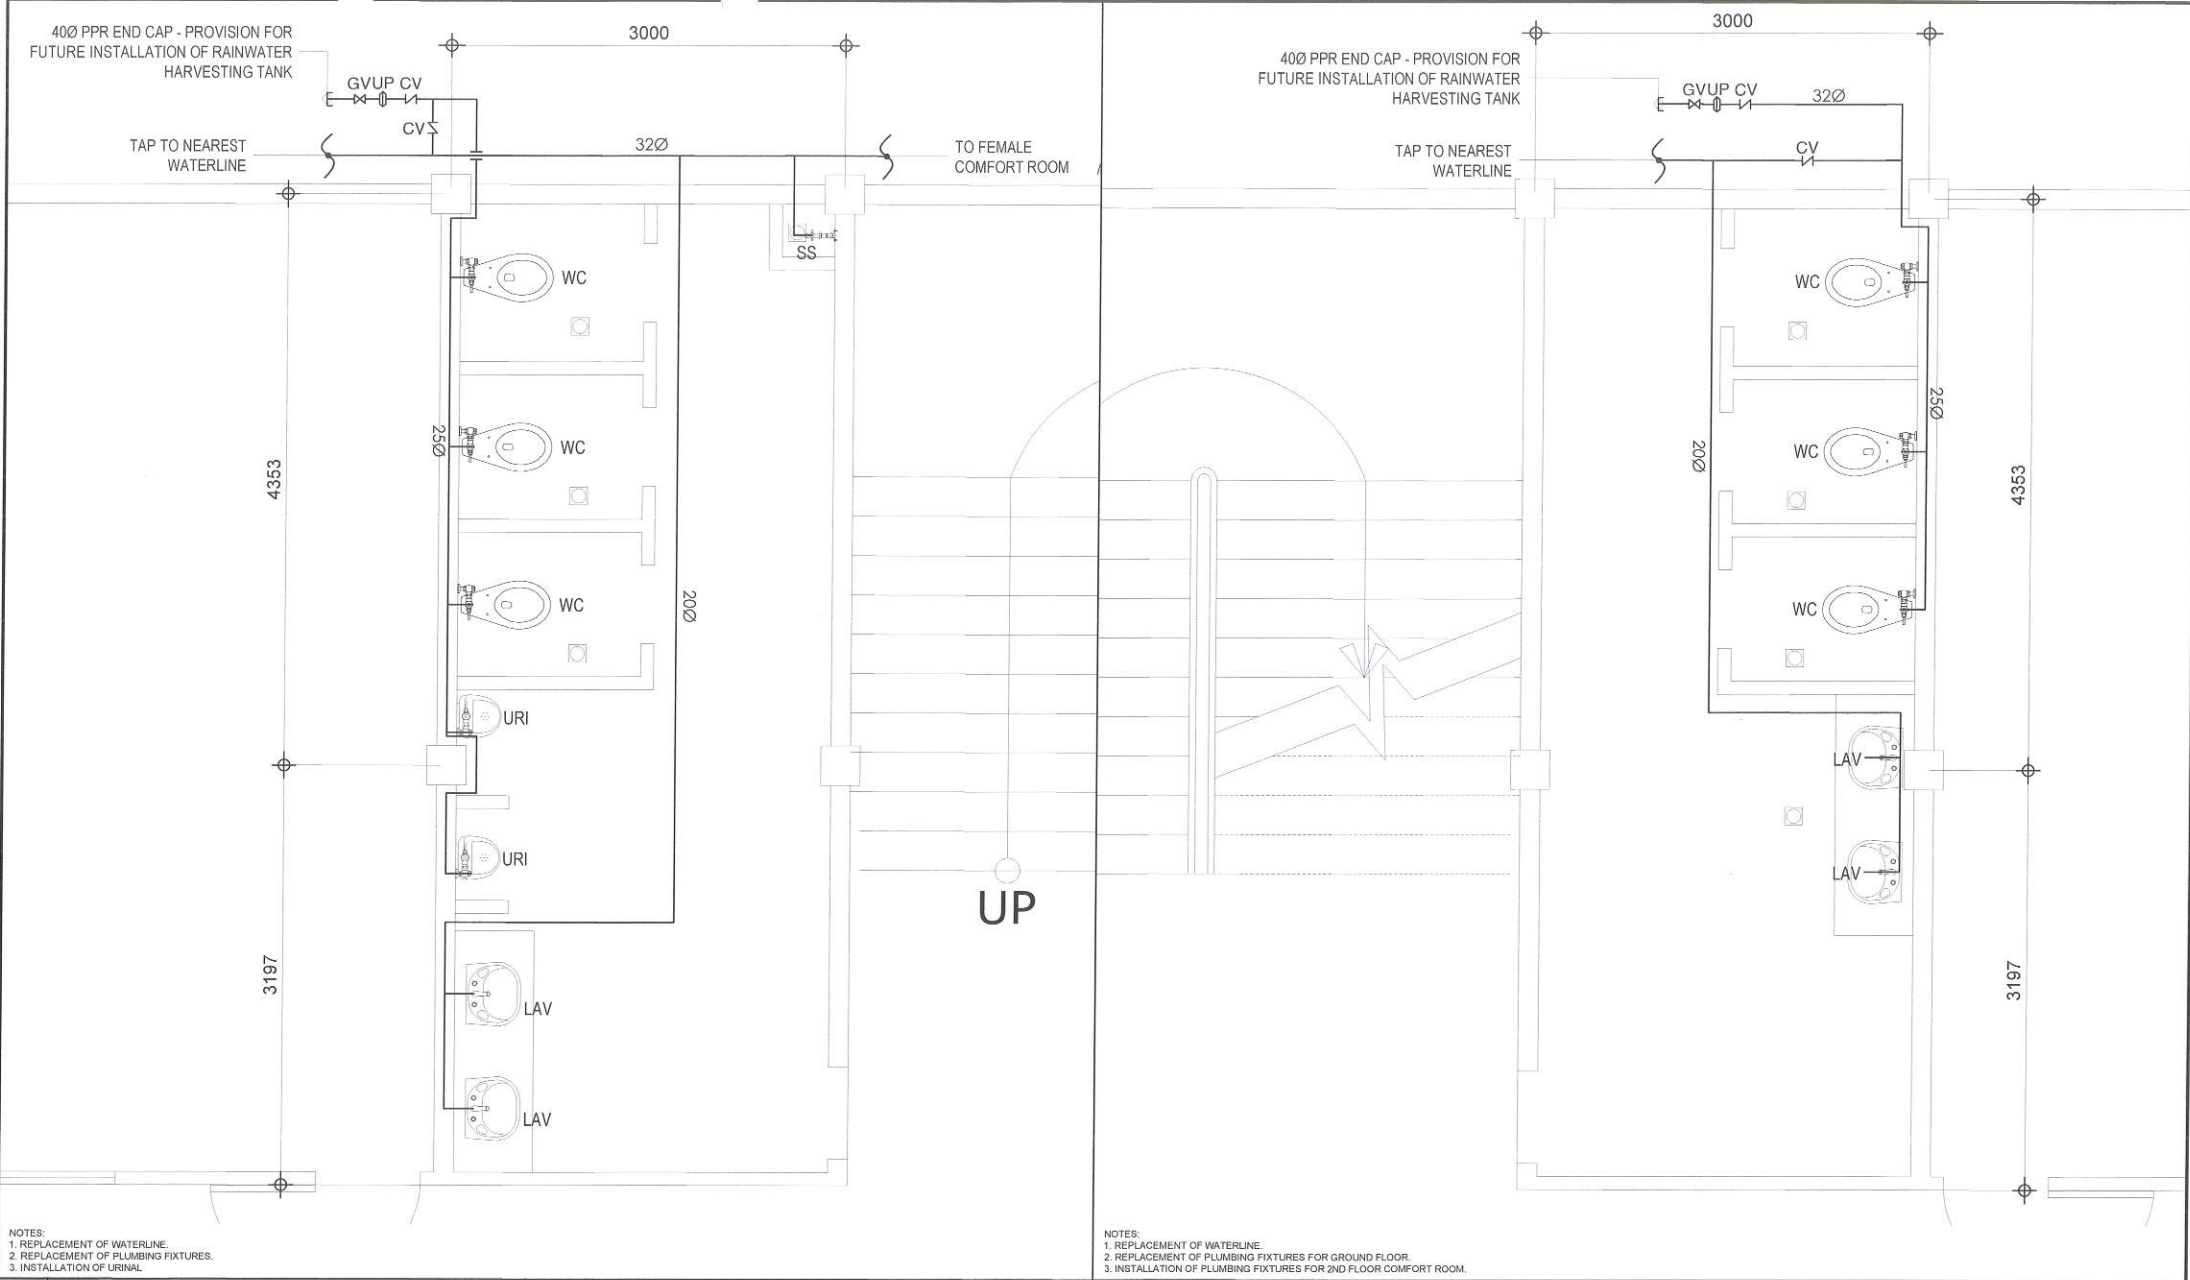 40Ø PPR END CAP - PROVISION FOR
FUTURE INSTALLATION OF RAINWATER
HARVESTING TANK
GV UP CV
CV
TAP TO NEAREST
WATERLINE
3000
32Ø
TO FEMALE
COMFORT ROOM
SS
WC
25Ø
WC
4353
WC
20Ø
URI
URI
3197
LAV
LAV
UP
NOTES:
1. REPLACEMENT OF WATERLINE.
2. REPLACEMENT OF PLUMBING FIXTURES.
3. INSTALLATION OF URINAL
3000
40Ø PPR END CAP - PROVISION FOR
FUTURE INSTALLATION OF RAINWATER
HARVESTING TANK
GV UP CV
32Ø
TAP TO NEAREST
WATERLINE
CV
WC
25Ø
20Ø
WC
4353
WC
LAV
LAV
3197
NOTES:
1. REPLACEMENT OF WATERLINE.
2. REPLACEMENT OF PLUMBING FIXTURES FOR GROUND FLOOR.
3. INSTALLATION OF PLUMBING FIXTURES FOR 2ND FLOOR COMFORT ROOM.